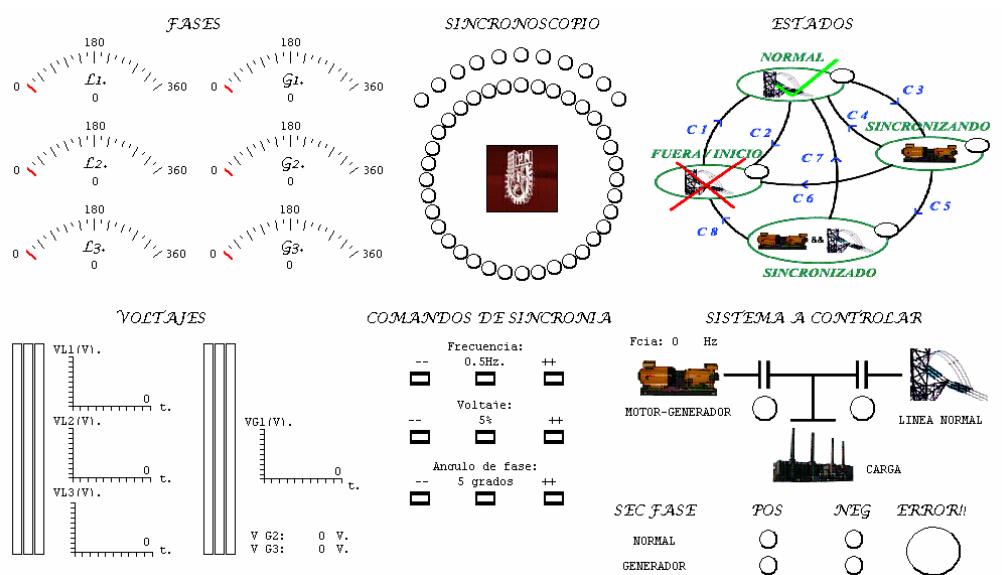 FASES
180
0
360
L1.
0
180
0
360
G1.
0
180
0
360
L2.
0
180
0
360
G2.
0
180
0
360
L3.
0
180
0
360
G3.
0
SINCRONOSCOPIO
ESTADOS
NORMAL
C 1
C 2
C 3
C 4
SINCRONIZANDO
FUERA/INICIO
C 7
C 6
C 5
C 8
&&
SINCRONIZADO
VOLTAJES
VL1(V).
0
t.
VL2(V).
0
t.
VL3(V).
0
t.
VG1(V).
0
t.
V G2: 0 V.
V G3: 0 V.
COMANDOS DE SINCRONIA
Frecuencia:
-- 0.5Hz. ++
Voltaje:
-- 5% ++
Angulo de fase:
-- 5 grados ++
SISTEMA A CONTROLAR
Fcia: 0 Hz
MOTOR-GENERADOR
LINEA NORMAL
CARGA
SEC FASE POS NEG ERROR!!
NORMAL
GENERADOR